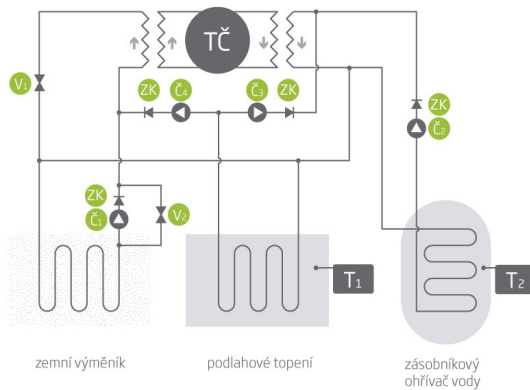 TČ
V1
ZK
Č4
Č3
ZK
ZK
Č2
ZK
Č1
V2
T1
T2
zemní výměník
podlahové topení
zásobníkový
ohřívač vody